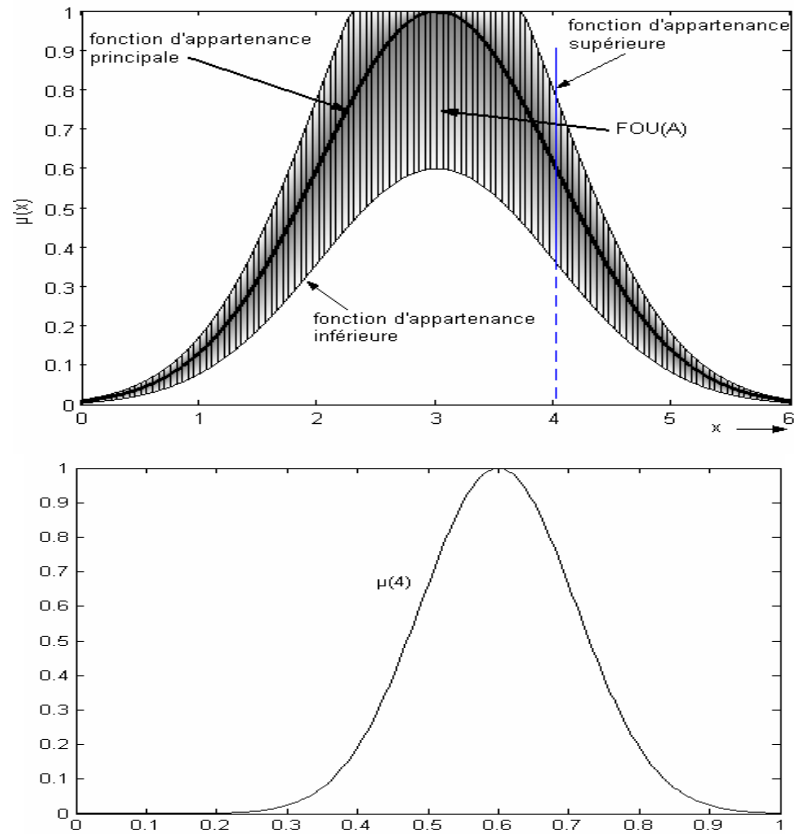 1
0.9
0.8
0.7
0.6
0.5
0.4
0.3
0.2
0.1
0
µ(x)
fonction d'appartenance
principale
fonction d'appartenance
supérieure
FOU(A)
fonction d'appartenance
inférieure
0 1 2 3 4 5 6
x
1
0.9
0.8
0.7
0.6
0.5
0.4
0.3
0.2
0.1
0
µ(4)
0 0.1 0.2 0.3 0.4 0.5 0.6 0.7 0.8 0.9 1